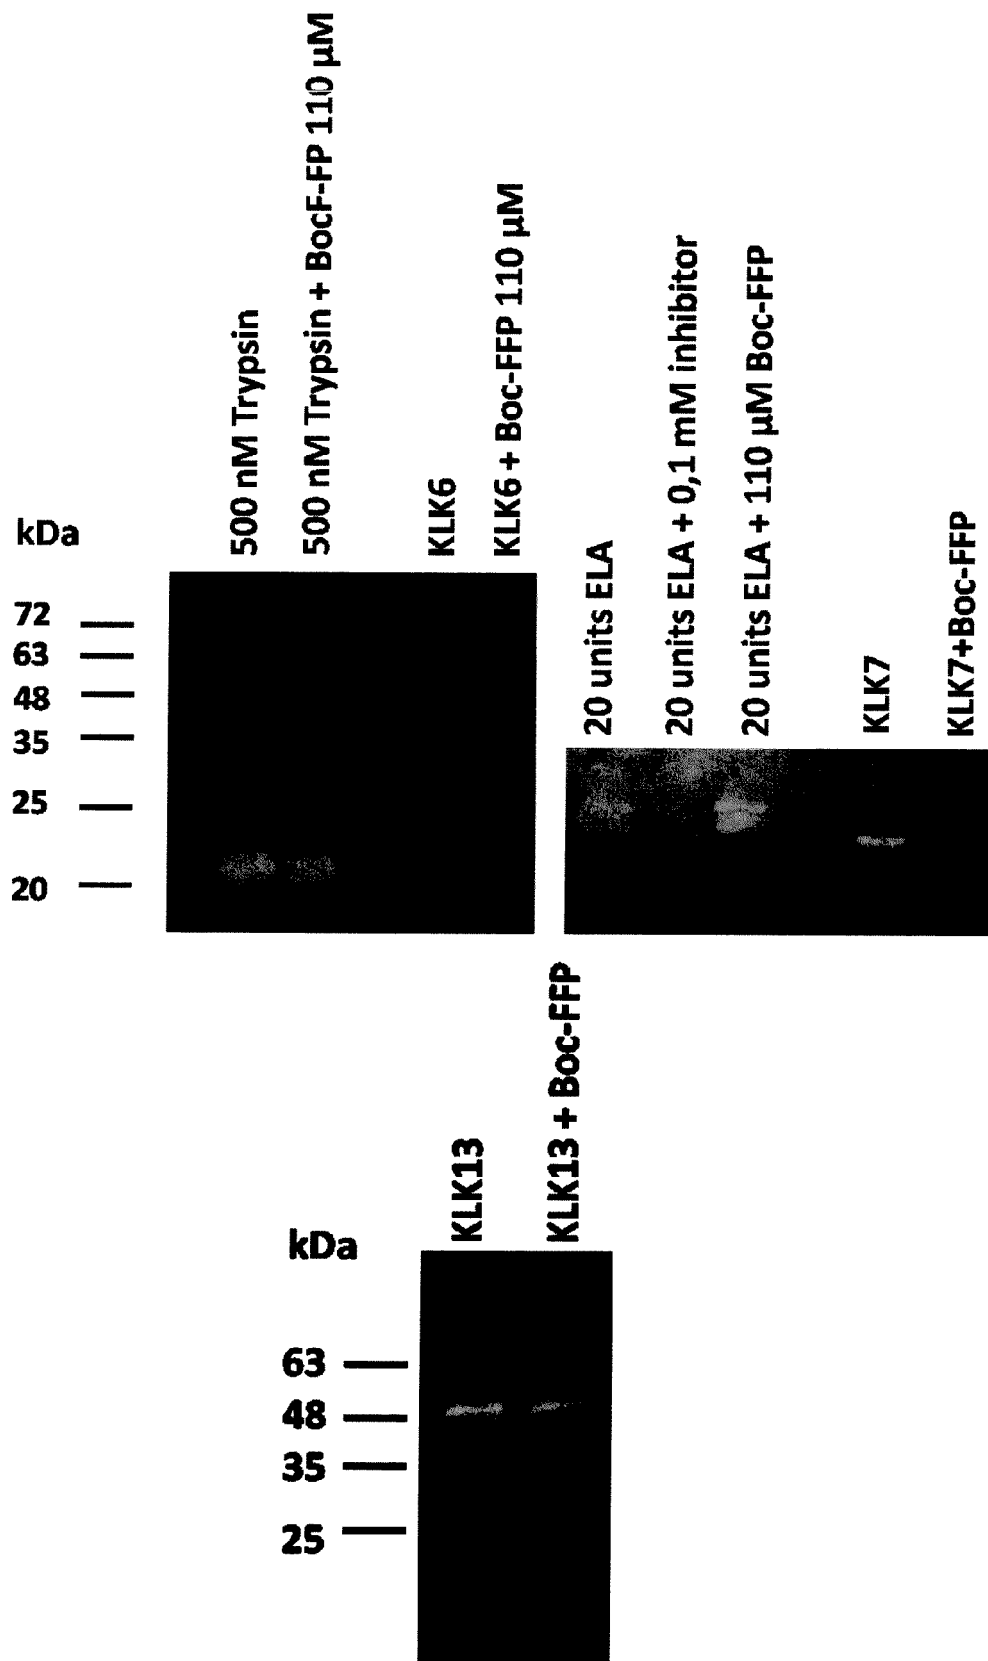 500 nM Trypsin
500 nM Trypsin + BocF-FP 110 µM
KLK6
KLK6 + Boc-FFP 110 µM
kDa
72
63
48
35
25
20
20 units ELA
20 units ELA + 0,1 mM inhibitor
20 units ELA + 110 µM Boc-FFP
KLK7
KLK7+Boc-FFP
KLK13
KLK13 + Boc-FFP
kDa
63
48
35
25